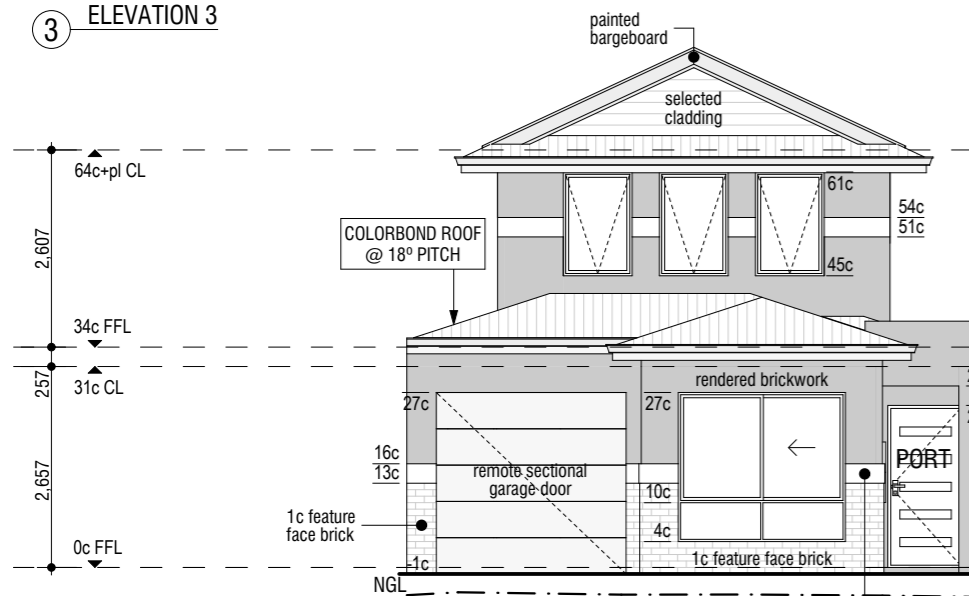 3
ELEVATION 3
painted
bargeboard
selected
cladding
64c+pl CL
61c
54c
51c
COLORBOND ROOF
@ 18º PITCH
45c
2,607
34c FFL
257
31c CL
rendered brickwork
27c
27c
PORT
16c
13c
remote sectional
garage door
10c
2,657
1c feature
face brick
4c
0c FFL
-1c
1c feature face brick
NGL